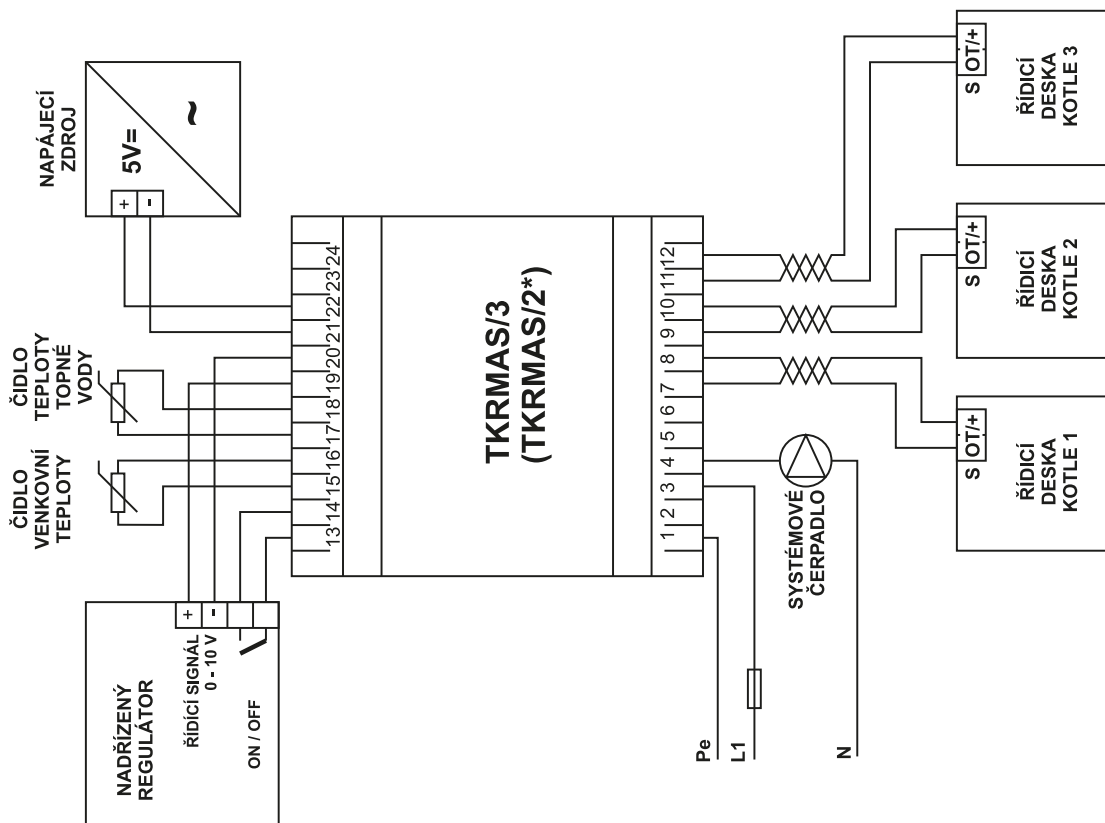 NAPÁJECÍ
ZDROJ
5V=
~
+
-
ČIDLO
TEPLOTY
TOPNÉ
VODY
ČIDLO
VENKOVNÍ
TEPLOTY
NADŘÍZENÝ
REGULÁTOR
ŘÍDÍCÍ SIGNÁL
0 - 10 V
+
-
ON / OFF
13 14 15 16 17 18 19 20 21 22 23 24
TKRMAS/3
(TKRMAS/2*)
1 2 3 4 5 6 7 8 9 10 11 12
Pe
L1
N
SYSTÉMOVÉ
ČERPADLO
S OT/+
ŘÍDICÍ
DESKA
KOTLE 1
S OT/+
ŘÍDICÍ
DESKA
KOTLE 2
S OT/+
ŘÍDICÍ
DESKA
KOTLE 3